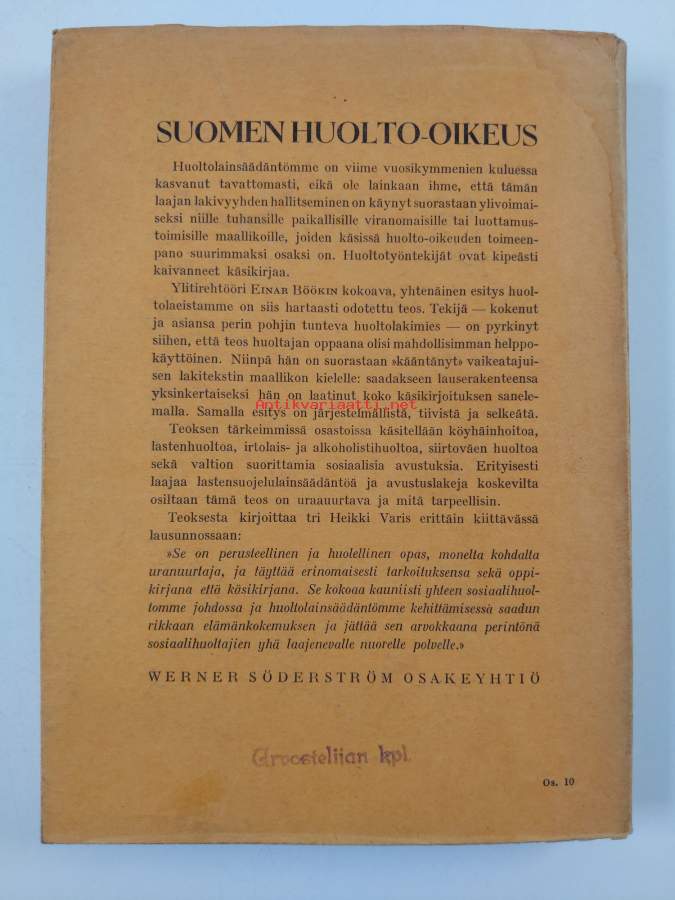 SUOMEN HUOLTO-OIKEUS
Huoltolainsäädäntömme on viime vuosikymmenien kuluessa
kasvanut tavattomasti, eikä ole lainkaan ihme, että tämän
laajan lakivyyhden hallitseminen on käynyt suorastaan ylivoimai-
seksi niille tuhansille paikallisille viranomaisille tai luottamus-
toimisille maallikoille, joiden käsissä huolto-oikeuden toimeen-
pano suurimmaksi osaksi on. Huoltotyöntekijät ovat kipeästi
kaivanneet käsikirjaa.
Ylitirehtööri EINAR BÖÖKIN kokoava, yhtenäinen esitys huol-
tolaeistamme on siis hartaasti odotettu teos. Tekijä — kokenut
ja asiansa perin pohjin tunteva huoltolakimies — on pyrkinyt
siihen, että teos huoltajan oppaana olisi mahdollisimman helppo-
käyttöinen. Niinpä hän on suorastaan »kääntänyt» vaikeatajui-
sen lakitekstin maallikon kielelle: saadakseen lauserakenteensa
yksinkertaiseksi hän on laatinut koko käsikirjoituksen sanele-
malla. Samalla esitys on järjestelmällistä, tiivistä ja selkeätä.
Antikvariaatti.net
Teoksen tärkeimmissä osastoissa käsitellään köyhäinhoitoa,
lastenhuoltoa, irtolais- ja alkoholistihuoltoa, siirtoväen huoltoa
sekä valtion suorittamia sosiaalisia avustuksia. Erityisesti
laajaa lastensuojelulainsäädäntöä ja avustuslakeja koskevilta
osiltaan tämä teos on uraauurtava ja mitä tarpeellisin.
Teoksesta kirjoittaa tri Heikki Varis erittäin kiittävässä
lausunnossaan:
»Se on perusteellinen ja huolellinen opas, monelta kohdalta
uranuurtaja, ja täyttää erinomaisesti tarkoituksensa sekä oppi-
kirjana että käsikirjana. Se kokoaa kauniisti yhteen sosiaalihuol-
tomme johdossa ja huoltolainsäädäntömme kehittämisessä saadun
rikkaan elämänkokemuksen ja jättää sen arvokkaana perintönä
sosiaalihuoltajien yhä laajenevalle nuorelle polvelle.»
WERNER SÖDERSTRÖM OSAKEYHTIÖ
Arvostelijan kpl.
Os. 10